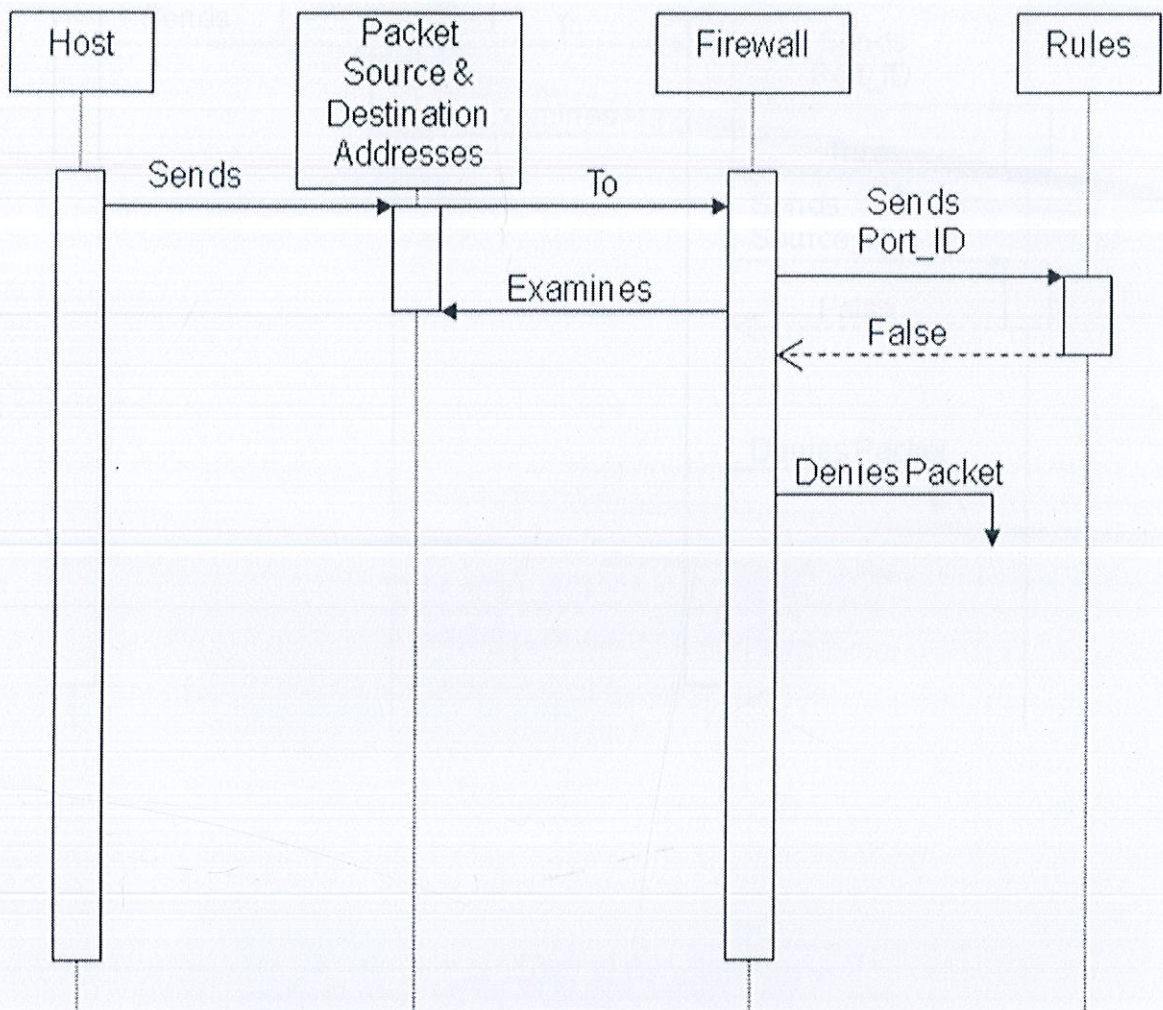 Host
Packet
Source &
Destination
Addresses
Firewall
Rules
Sends
To
Sends
Port_ID
Examines
False
Denies Packet